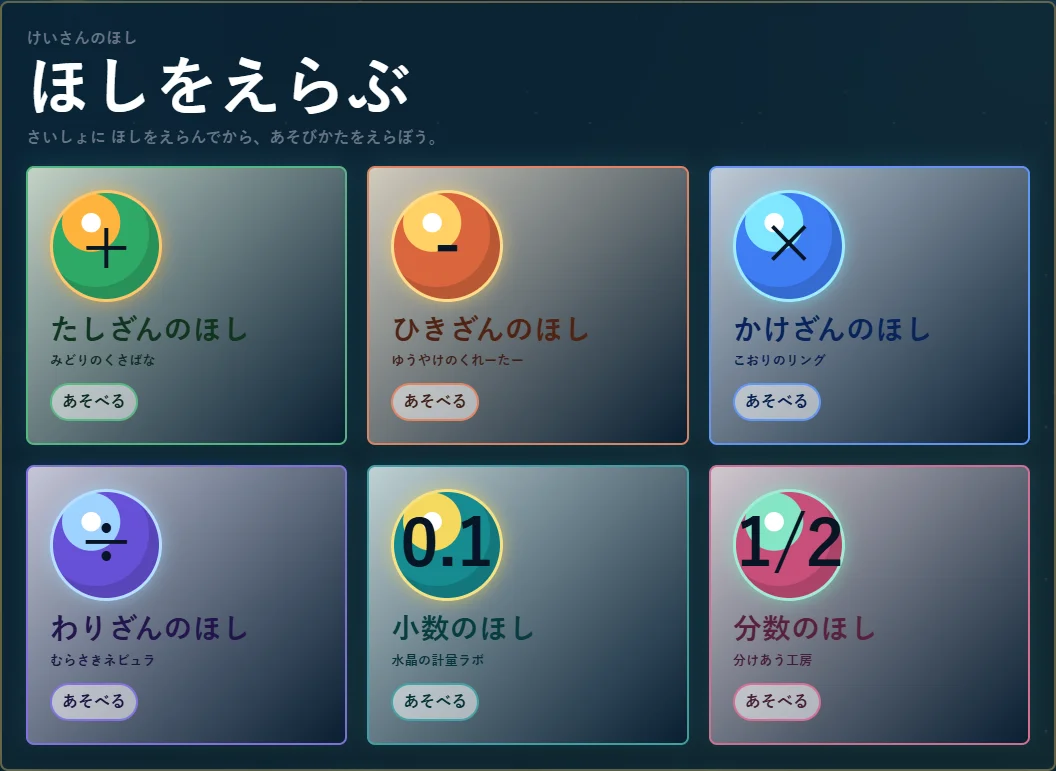 けいさんのほし
ほしをえらぶ
さいしょに ほしをえらんでから、あそびかたをえらぼう。
+
たしざんのほし
みどりのくさばな
あそべる
-
ひきざんのほし
ゆうやけのくれーたー
あそべる
×
かけざんのほし
こおりのリング
あそべる
÷
わりざんのほし
むらさきネビュラ
あそべる
0.1
小数のほし
水晶の計量ラボ
あそべる
1/2
分数のほし
分けあう工房
あそべる